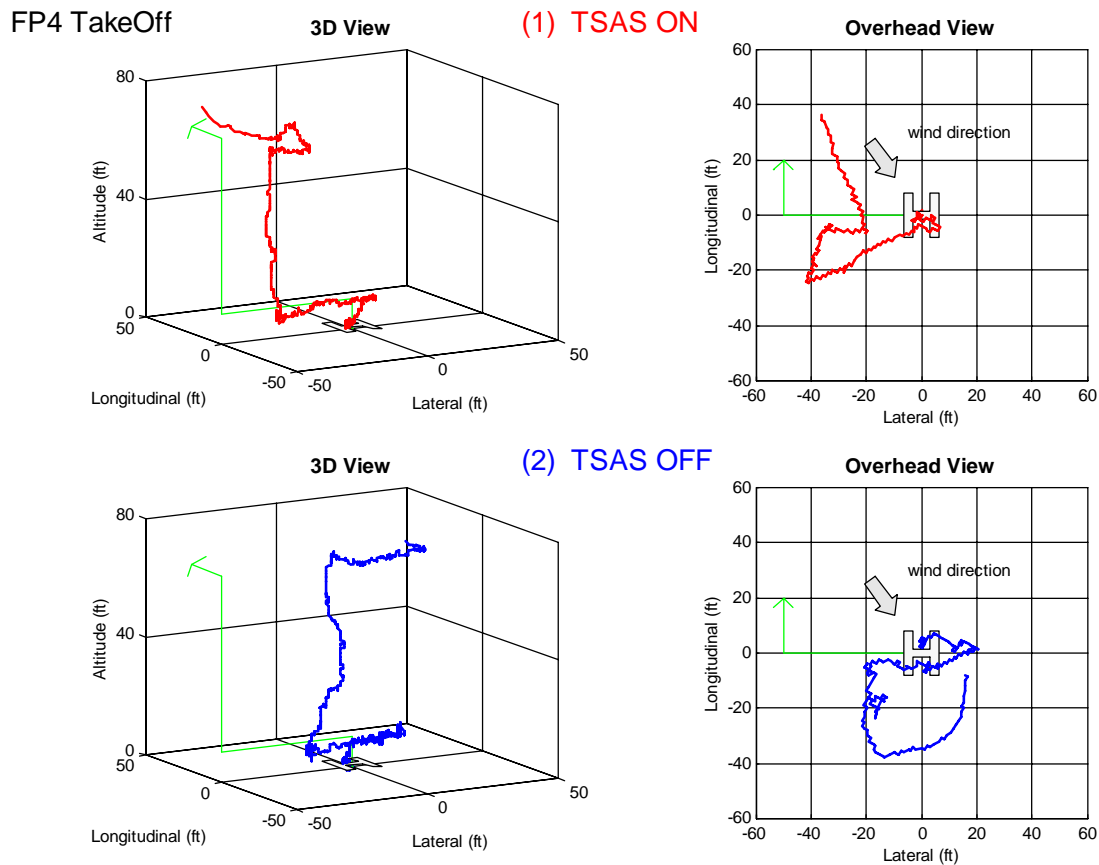 FP4 TakeOff
(1) TSAS ON
3D View
80
40
0
Altitude (ft)
50
0
-50
Longitudinal (ft)
-50
0
50
Lateral (ft)
Overhead View
wind direction
60
40
20
0
-20
-40
-60
Longitudinal (ft)
-60
-40
-20
0
20
40
60
Lateral (ft)
(2) TSAS OFF
3D View
80
40
0
Altitude (ft)
50
0
-50
Longitudinal (ft)
-50
0
50
Lateral (ft)
Overhead View
wind direction
60
40
20
0
-20
-40
-60
Longitudinal (ft)
-60
-40
-20
0
20
40
60
Lateral (ft)